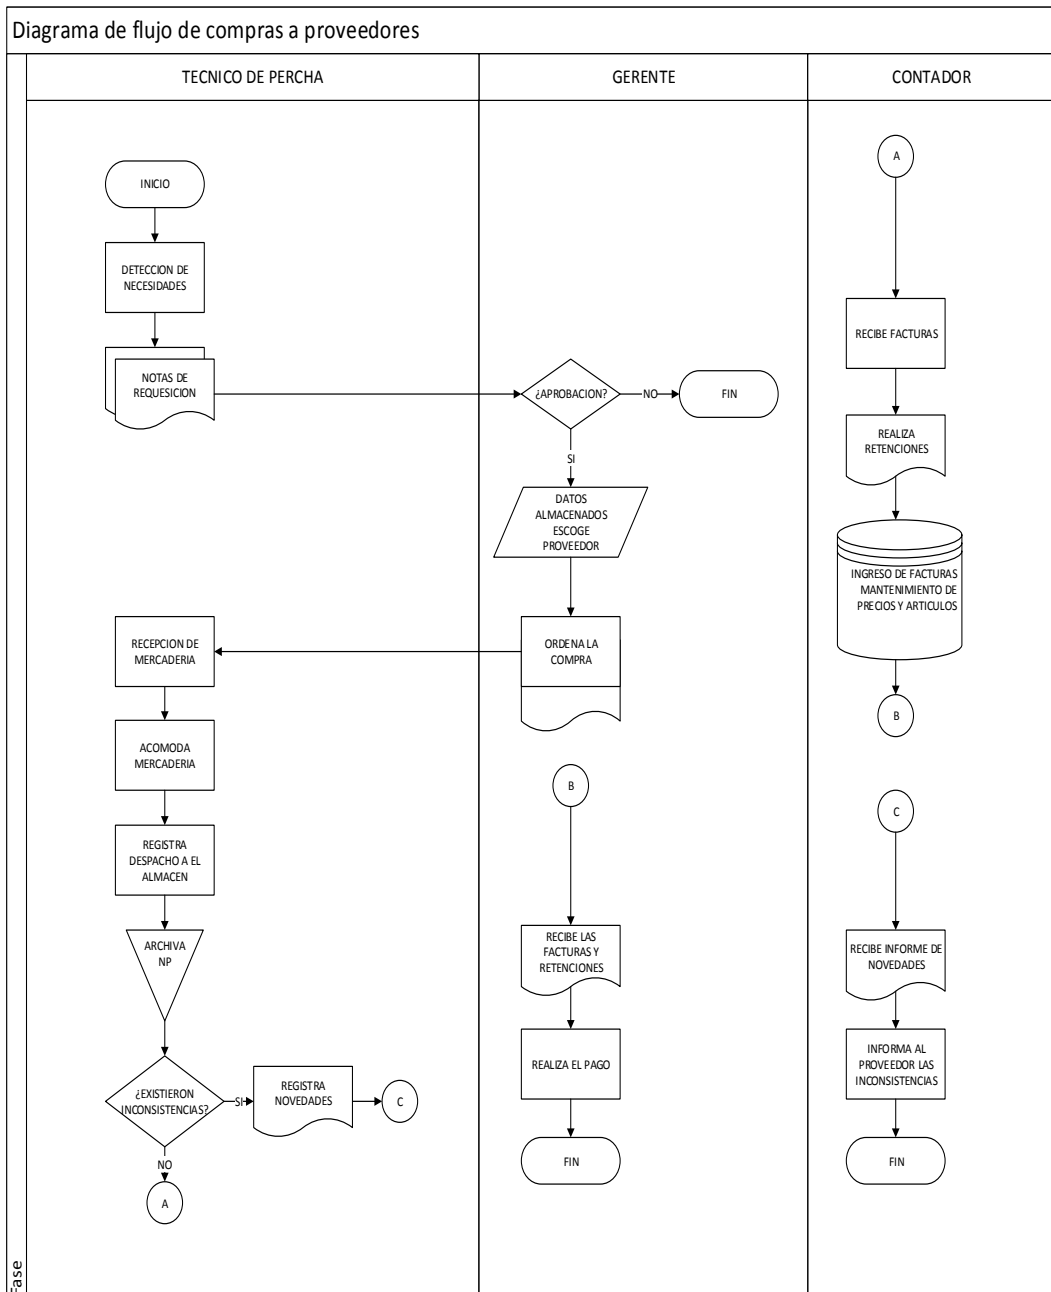 Diagrama de flujo de compras a proveedores
TECNICO DE PERCHA
GERENTE
CONTADOR
Fase
INICIO
DETECCION DE
NECESIDADES
NOTAS DE
REQUESICION
¿APROBACION?
NO
FIN
SI
DATOS
ALMACENADOS
ESCOGE
PROVEEDOR
ORDENA LA
COMPRA
RECEPCION DE
MERCADERIA
ACOMODA
MERCADERIA
REGISTRA
DESPACHO A EL
ALMACEN
ARCHIVA
NP
¿EXISTIERON
INCONSISTENCIAS?
SI
REGISTRA
NOVEDADES
C
NO
A
B
RECIBE LAS
FACTURAS Y
RETENCIONES
REALIZA EL PAGO
FIN
A
RECIBE FACTURAS
REALIZA
RETENCIONES
INGRESO DE FACTURAS
MANTENIMIENTO DE
PRECIOS Y ARTICULOS
B
C
RECIBE INFORME DE
NOVEDADES
INFORMA AL
PROVEEDOR LAS
INCONSISTENCIAS
FIN